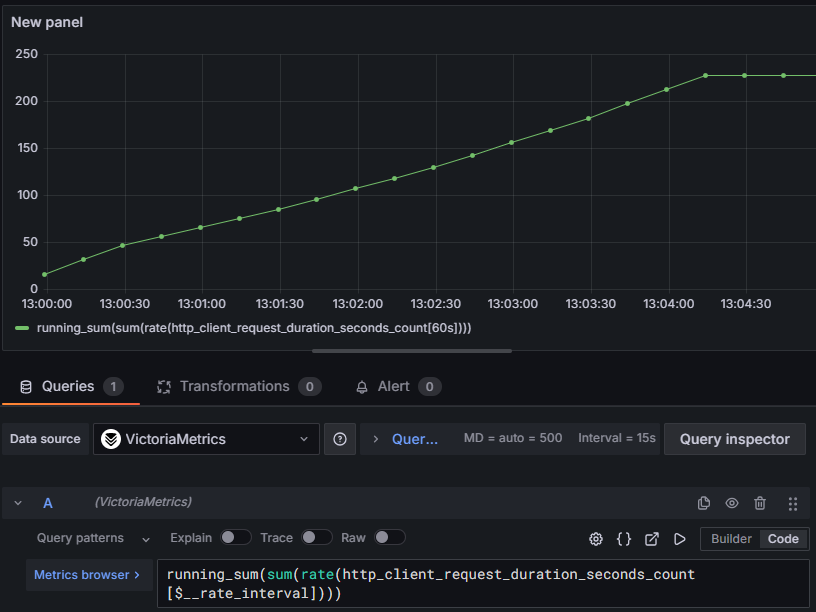 New panel
250
200
150
100
50
0
13:00:00 13:00:30 13:01:00 13:01:30 13:02:00 13:02:30 13:03:00 13:03:30 13:04:00 13:04:30
running_sum(sum(rate(http_client_request_duration_seconds_count[60s])))
Queries 1 Transformations 0 Alert 0
Data source VictoriaMetrics Quer... MD = auto = 500 Interval = 15s Query inspector
A (VictoriaMetrics)
Query patterns Explain Trace Raw {} Builder Code
Metrics browser > running_sum(sum(rate(http_client_request_duration_seconds_count
[$__rate_interval])))